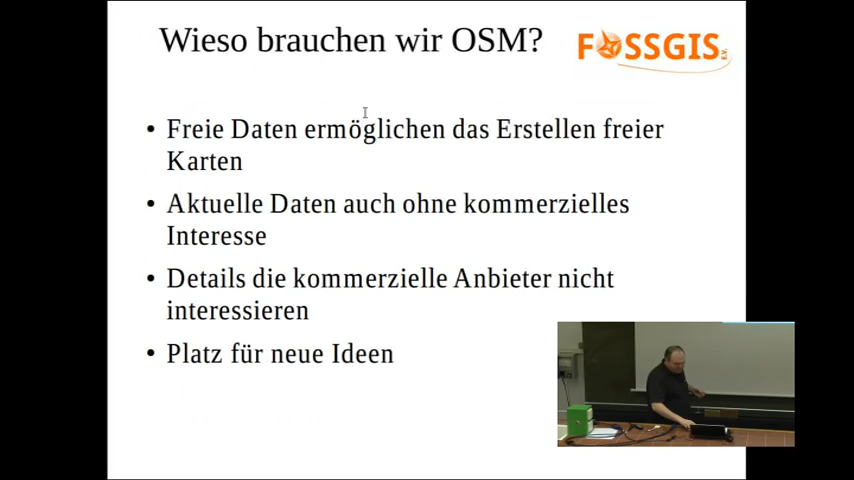 Wieso brauchen wir OSM?
FOSSGIS e.V.
• Freie Daten ermöglichen das Erstellen freier
Karten
• Aktuelle Daten auch ohne kommerzielles
Interesse
• Details die kommerzielle Anbieter nicht
interessieren
• Platz für neue Ideen